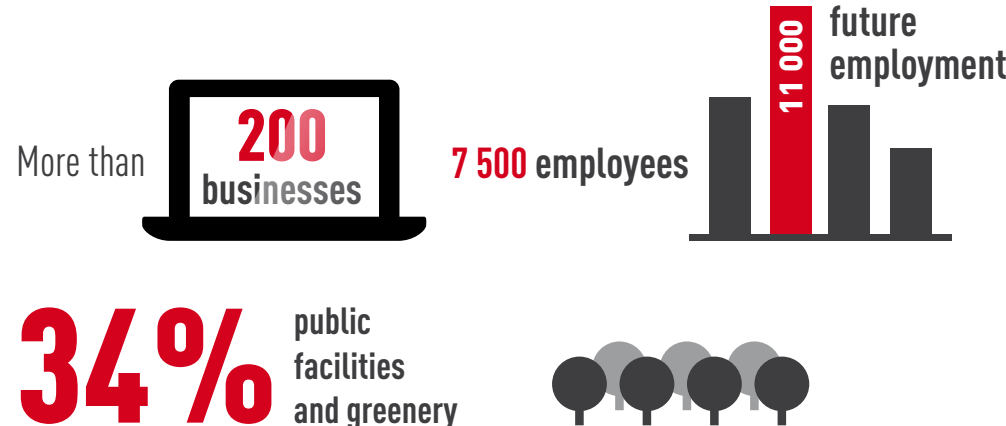 More than
200
businesses
7 500 employees
11 000
future
employment
34%
public
facilities
and greenery